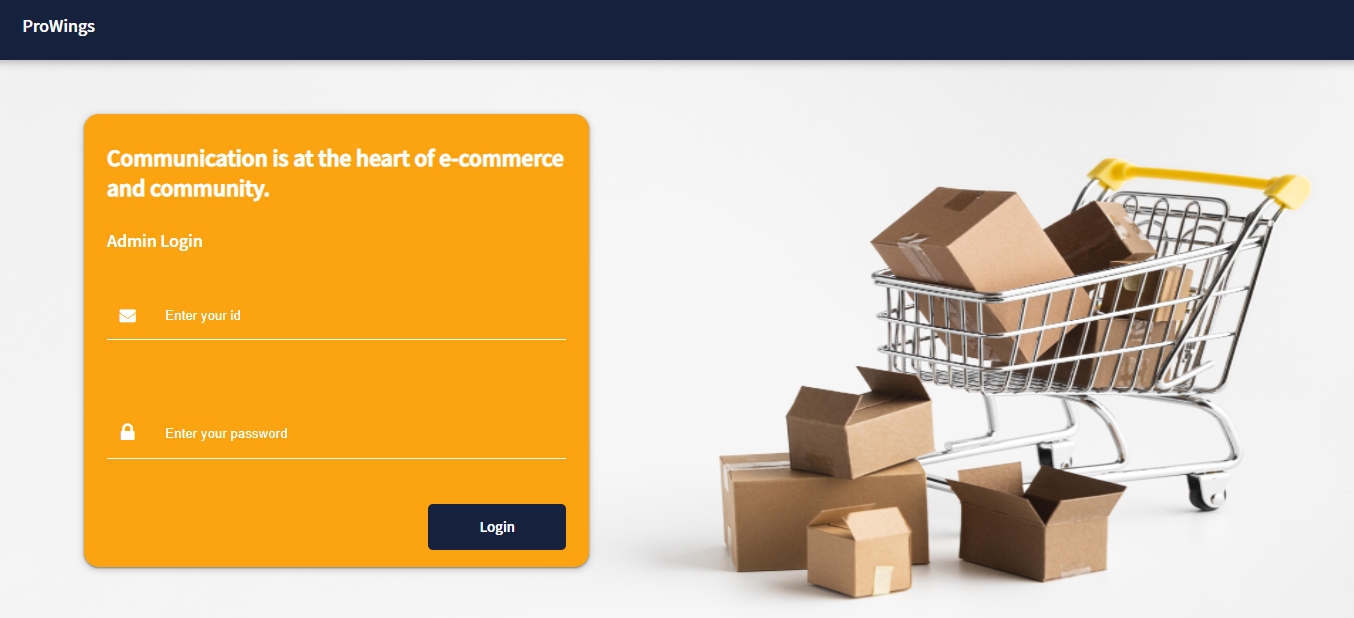 ProWings
Communication is at the heart of e-commerce
and community.
Admin Login
Enter your id
Enter your password
Login